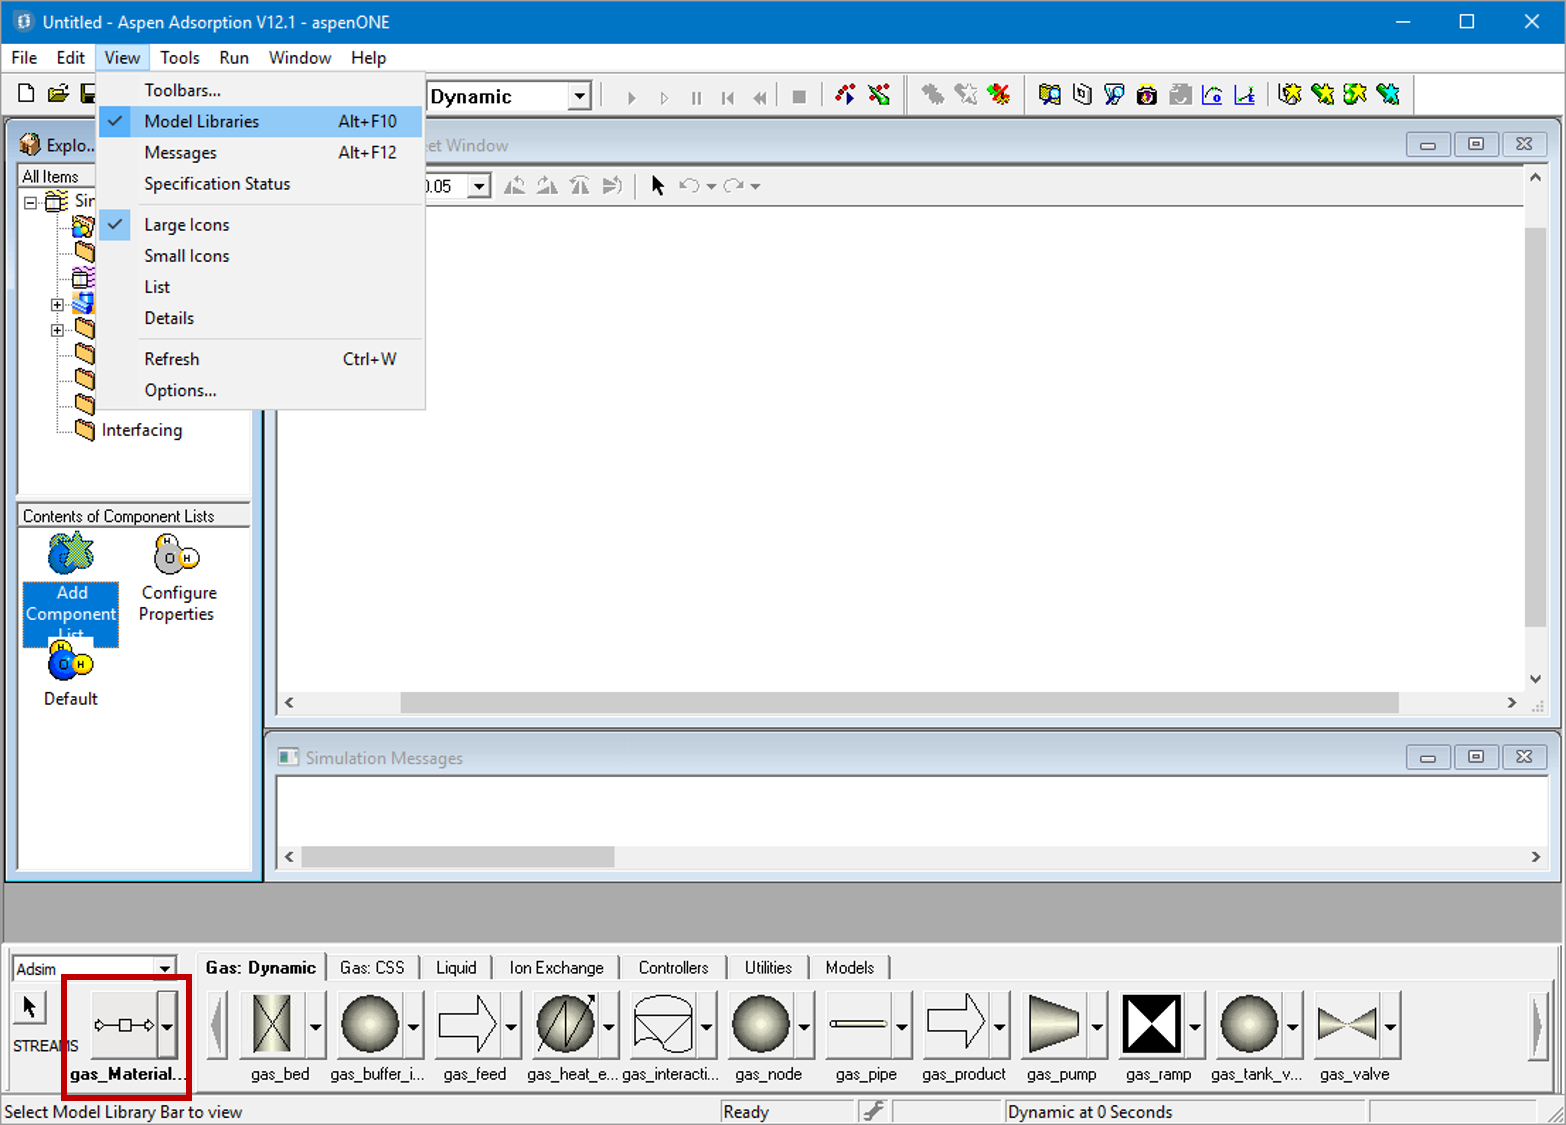 Untitled - Aspen Adsorption V12.1 - aspenONE
File Edit View Tools Run Window Help
Dynamic
Toolbars...
Model Libraries Alt+F10
Messages Alt+F12
Specification Status
Large Icons
Small Icons
List
Details
Refresh Ctrl+W
Options...
Explo...
eet Window
All Items
0.05
Sin
Interfacing
Contents of Component Lists
Add
Component
List
Configure
Properties
Default
Simulation Messages
Adsim
Gas: Dynamic Gas: CSS Liquid Ion Exchange Controllers Utilities Models
STREAMS
gas_Material... gas_bed gas_buffer_i... gas_feed gas_heat_e... gas_interacti... gas_node gas_pipe gas_product gas_pump gas_ramp gas_tank_v... gas_valve
Select Model Library Bar to view Ready Dynamic at 0 Seconds